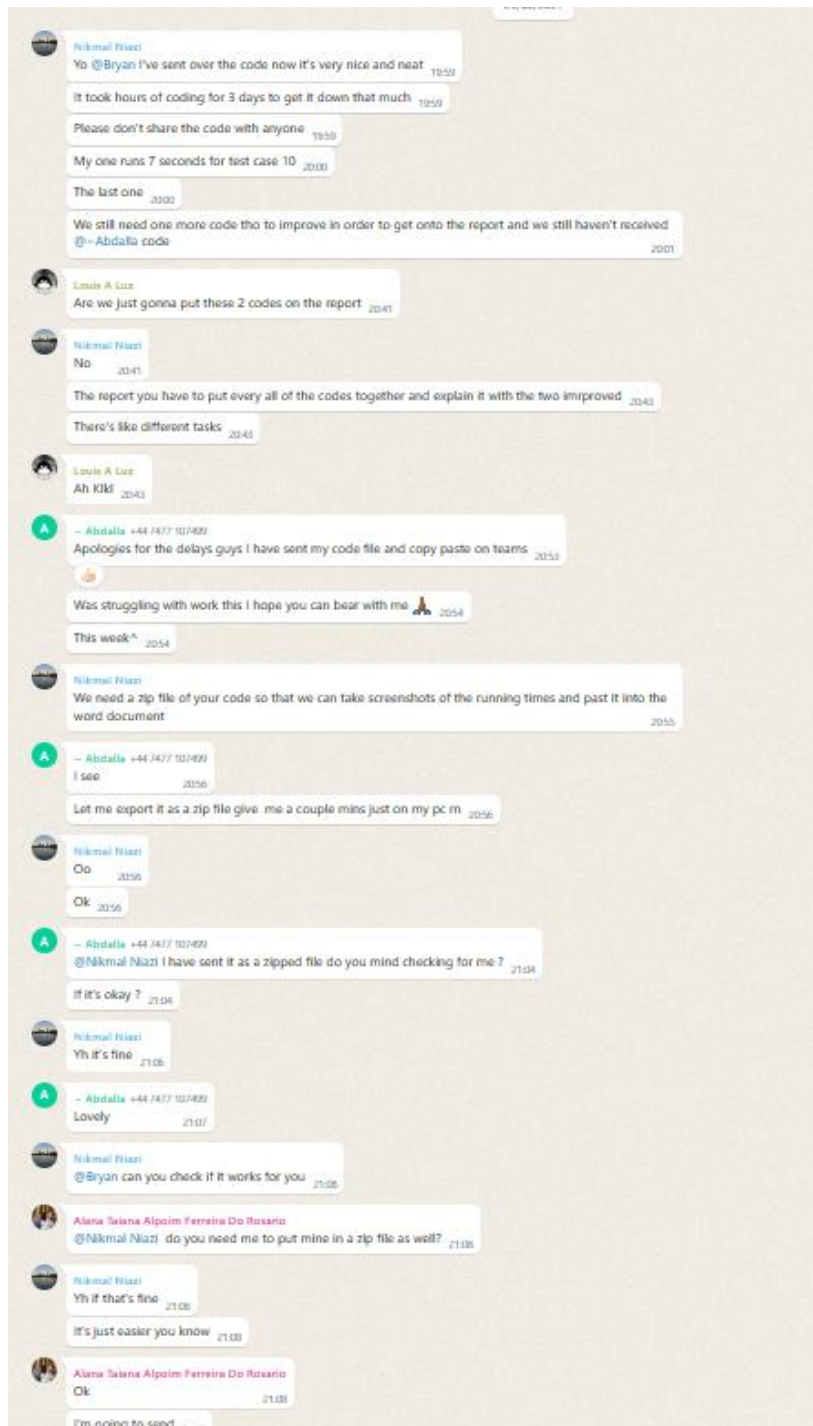 Nikmal Niazi
Yo @Bryan I've sent over the code now it's very nice and neat 19:59
It took hours of coding for 3 days to get it down that much 19:59
Please don't share the code with anyone 19:59
My one runs 7 seconds for test case 10 20:00
The last one 20:00
We still need one more code tho to improve in order to get onto the report and we still haven't received
@~Abdalla code 20:01
Louis A Luz
Are we just gonna put these 2 codes on the report 20:41
Nikmal Niazi
No 20:41
The report you have to put every all of the codes together and explain it with the two imrproved 20:43
There's like different tasks 20:43
Louis A Luz
Ah Klkl 20:43
A ~ Abdalla +44 7477 107499
Apologies for the delays guys I have sent my code file and copy paste on teams 20:53
Was struggling with work this I hope you can bear with me 20:54
This week^ 20:54
Nikmal Niazi
We need a zip file of your code so that we can take screenshots of the running times and past it into the
word document 20:55
A ~ Abdalla +44 7477 107499
I see 20:56
Let me export it as a zip file give me a couple mins just on my pc rn 20:56
Nikmal Niazi
Oo 20:56
Ok 20:56
A ~ Abdalla +44 7477 107499
@Nikmal Niazi I have sent it as a zipped file do you mind checking for me ? 21:04
If it's okay ? 21:04
Nikmal Niazi
Yh it's fine 21:06
A ~ Abdalla +44 7477 107499
Lovely 21:07
Nikmal Niazi
@Bryan can you check if it works for you 21:08
Alana Taiana Alpoim Ferreira Do Rosario
@Nikmal Niazi do you need me to put mine in a zip file as well? 21:08
Nikmal Niazi
Yh if that's fine 21:08
It's just easier you know 21:08
Alana Taiana Alpoim Ferreira Do Rosario
Ok 21:08
I'm going to send